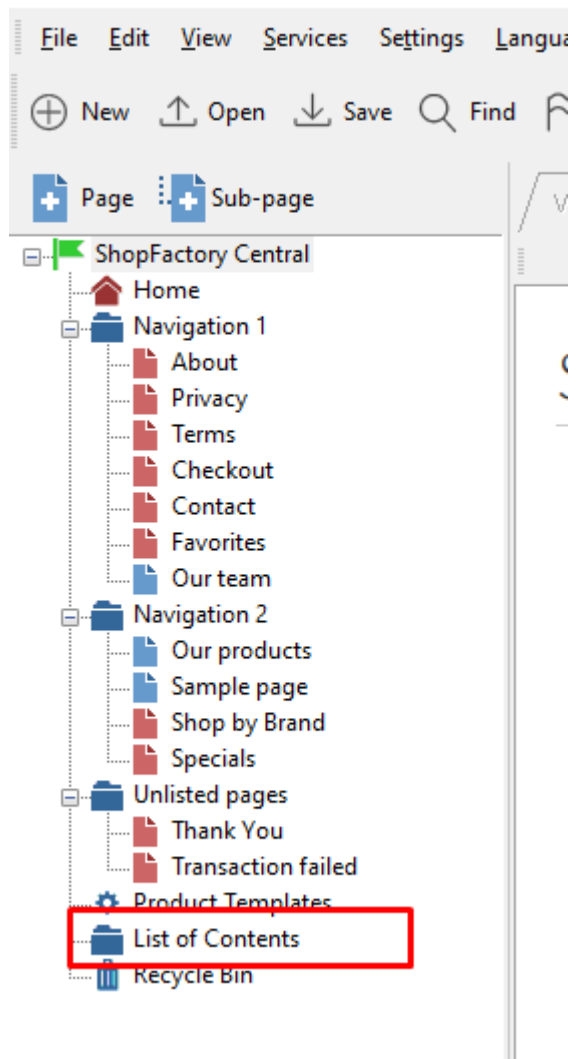 File Edit View Services Settings
New Open Save Find
Page Sub-page
ShopFactory Central
Home
Navigation 1
About
Privacy
Terms
Checkout
Contact
Favorites
Our team
Navigation 2
Our products
Sample page
Shop by Brand
Specials
Unlisted pages
Thank You
Transaction failed
Product Templates
List of Contents
Recycle Bin